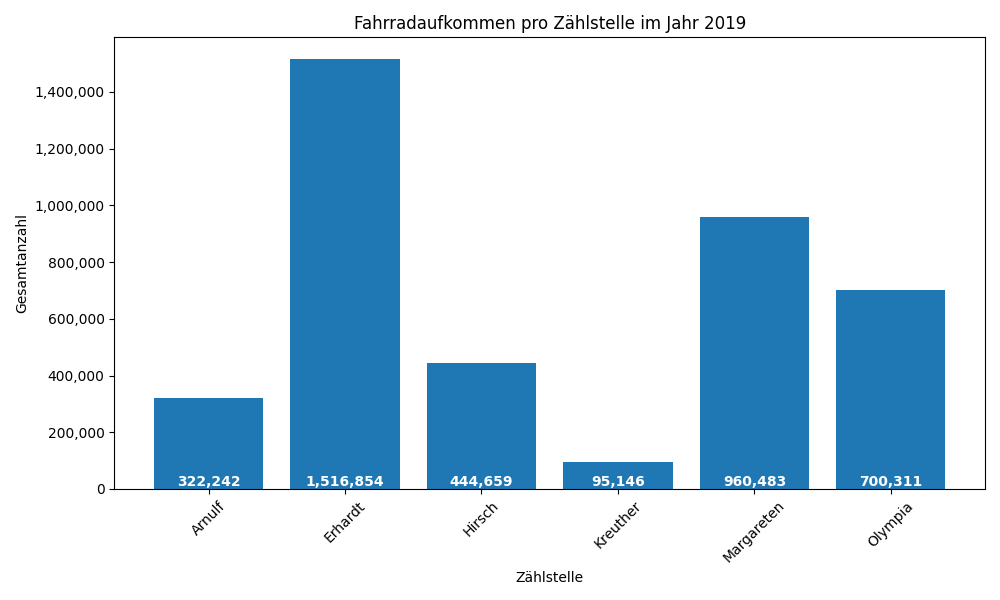 Fahrradaufkommen pro Zählstelle im Jahr 2019
Gesamtanzahl
1,400,000
1,200,000
1,000,000
800,000
600,000
400,000
200,000
0
322,242
1,516,854
444,659
95,146
960,483
700,311
Arnulf
Erhardt
Hirsch
Kreuther
Margareten
Olympia
Zählstelle